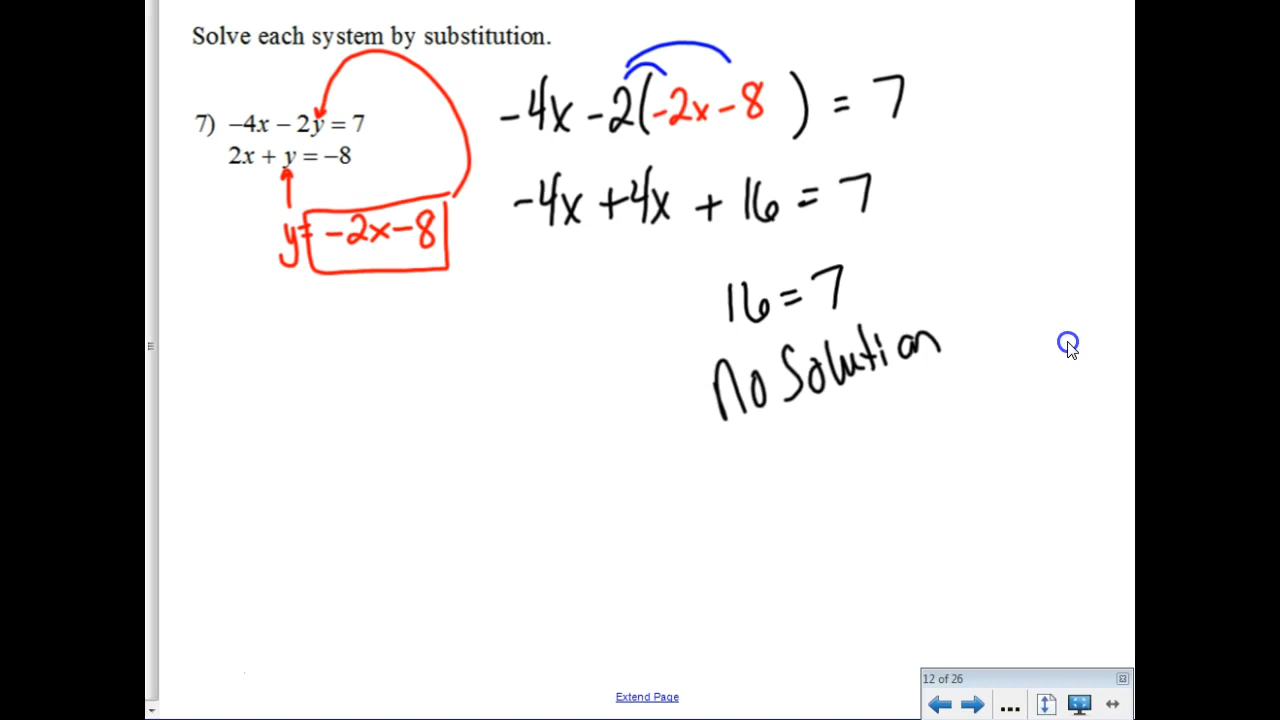 Solve each system by substitution.
7) −4x − 2y = 7
2x + y = −8
y= -2x-8
-4x -2(-2x-8) = 7
-4x +4x + 16 = 7
16=7
No Solution
Extend Page
12 of 26
...